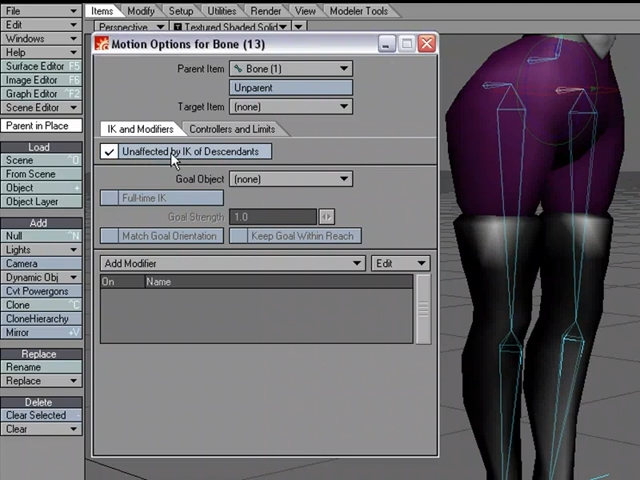 File
Edit
Windows
Help
Surface Editor F5
Image Editor F6
Graph Editor F2
Scene Editor
Parent in Place
Load
Scene ^O
From Scene
Object +
Object Layer
Add
Null ^N
Lights
Camera
Dynamic Obj
Cvt Powergons
Clone ^C
CloneHierarchy
Mirror +V
Replace
Rename
Replace
Delete
Clear Selected -
Clear
Items Modify Setup Utilities Render View Modeler Tools
Perspective Textured Shaded Solid
Motion Options for Bone (13)
Parent Item Bone (1)
Unparent
Target Item (none)
IK and Modifiers Controllers and Limits
Unaffected by IK of Descendants
Goal Object (none)
Full-time IK
Goal Strength 1.0
Match Goal Orientation Keep Goal Within Reach
Add Modifier Edit
On Name